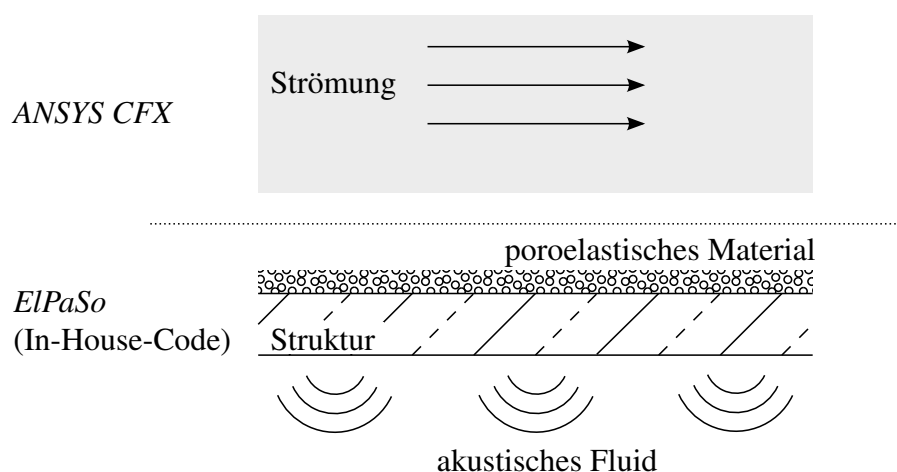 Strömung
ANSYS CFX
poroelastisches Material
ElPaSo
(In-House-Code)
Struktur
akustisches Fluid